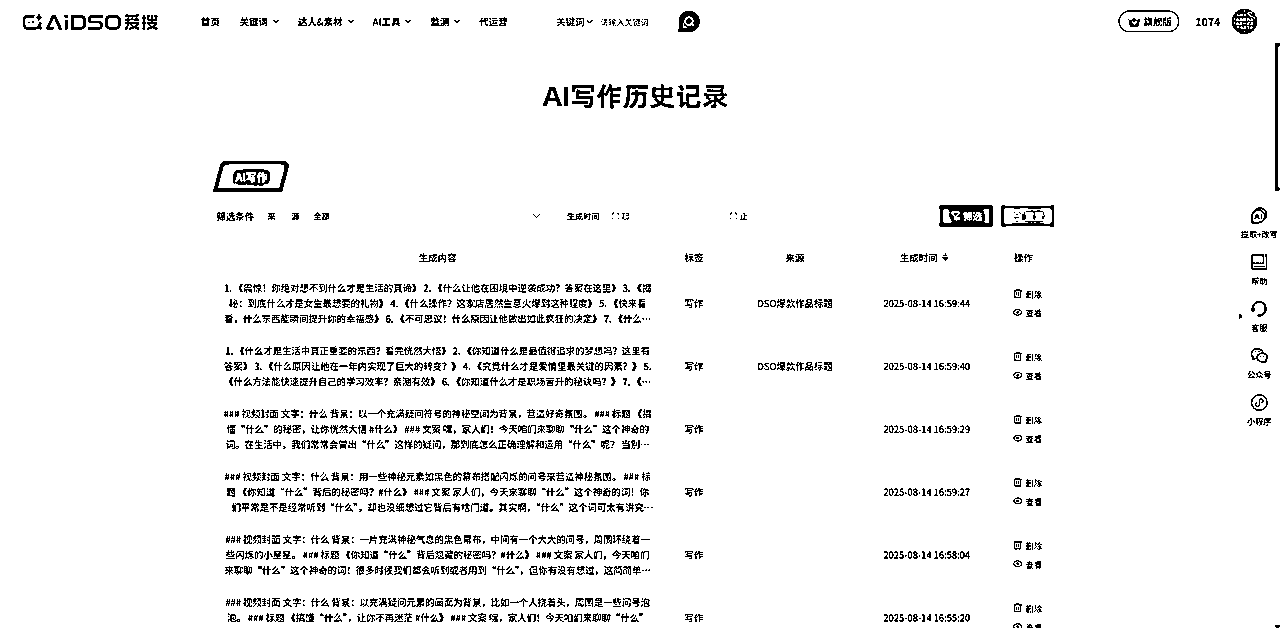 AiDSO爱搜
首页 关键词 达人&素材 AI工具 监测 代运营 关键词 请输入关键词 旗舰版 1074
AI写作历史记录
AI写作
筛选条件 来 源 全部 生成时间 起 止 筛选 重置
生成内容 标签 来源 生成时间 操作
1.《震惊！你绝对想不到什么才是生活的真谛》 2.《什么让他在困境中逆袭成功？答案在这里》 3.《揭
秘：到底什么才是女生最想要的礼物》 4.《什么操作？这家店居然生意火爆到这种程度》 5.《快来看
看，什么东西能瞬间提升你的幸福感》 6.《不可思议！什么原因让他做出如此疯狂的决定》 7.《什么…
写作 DSO爆款作品标题 2025-08-14 16:59:44 删除 查看
1.《什么才是生活中真正重要的东西？看完恍然大悟》 2.《你知道什么是最值得追求的梦想吗？这里有
答案》 3.《什么原因让他在一年内实现了巨大的转变？》 4.《究竟什么才是爱情里最关键的因素？》 5.
《什么方法能快速提升自己的学习效率？亲测有效》 6.《你知道什么才是职场晋升的秘诀吗？》 7.《…
写作 DSO爆款作品标题 2025-08-14 16:59:40 删除 查看
### 视频封面 文字：什么 背景：以一个充满疑问符号的神秘空间为背景，营造好奇氛围。 ### 标题 《搞
懂“什么”的秘密，让你恍然大悟 #什么》 ### 文案 嘿，家人们！今天咱们来聊聊“什么”这个神奇的
词。在生活中，我们常常会冒出“什么”这样的疑问，那到底怎么正确理解和运用“什么”呢？当别…
写作 2025-08-14 16:59:29 删除 查看
### 视频封面 文字：什么 背景：用一些神秘元素如黑色的幕布搭配闪烁的问号来营造神秘氛围。 ### 标
题 《你知道“什么”背后的秘密吗？#什么》 ### 文案 家人们，今天来聊聊“什么”这个神奇的词！你
们平常是不是经常听到“什么”，却也没细想过它背后有啥门道。其实啊，“什么”这个词可大有讲究…
写作 2025-08-14 16:59:27 删除 查看
### 视频封面 文字：什么 背景：一片充满神秘气息的黑色幕布，中间有一个大大的问号，周围环绕着一
些闪烁的小星星。 ### 标题 《你知道“什么”背后隐藏的秘密吗？#什么》 ### 文案 家人们，今天咱们
来聊聊“什么”这个神奇的词！很多时候我们都会听到或者用到“什么”，但你有没有想过，这简简单…
写作 2025-08-14 16:58:04 删除 查看
### 视频封面 文字：什么 背景：以充满疑问元素的画面为背景，比如一个人挠着头，周围是一些问号泡
泡。 ### 标题 《搞懂“什么”，让你不再迷茫 #什么》 ### 文案 嘿，家人们！今天咱们来聊聊“什么”
写作 2025-08-14 16:55:20 删除 查看
AI
提取+改写
帮助
客服
公众号
小程序